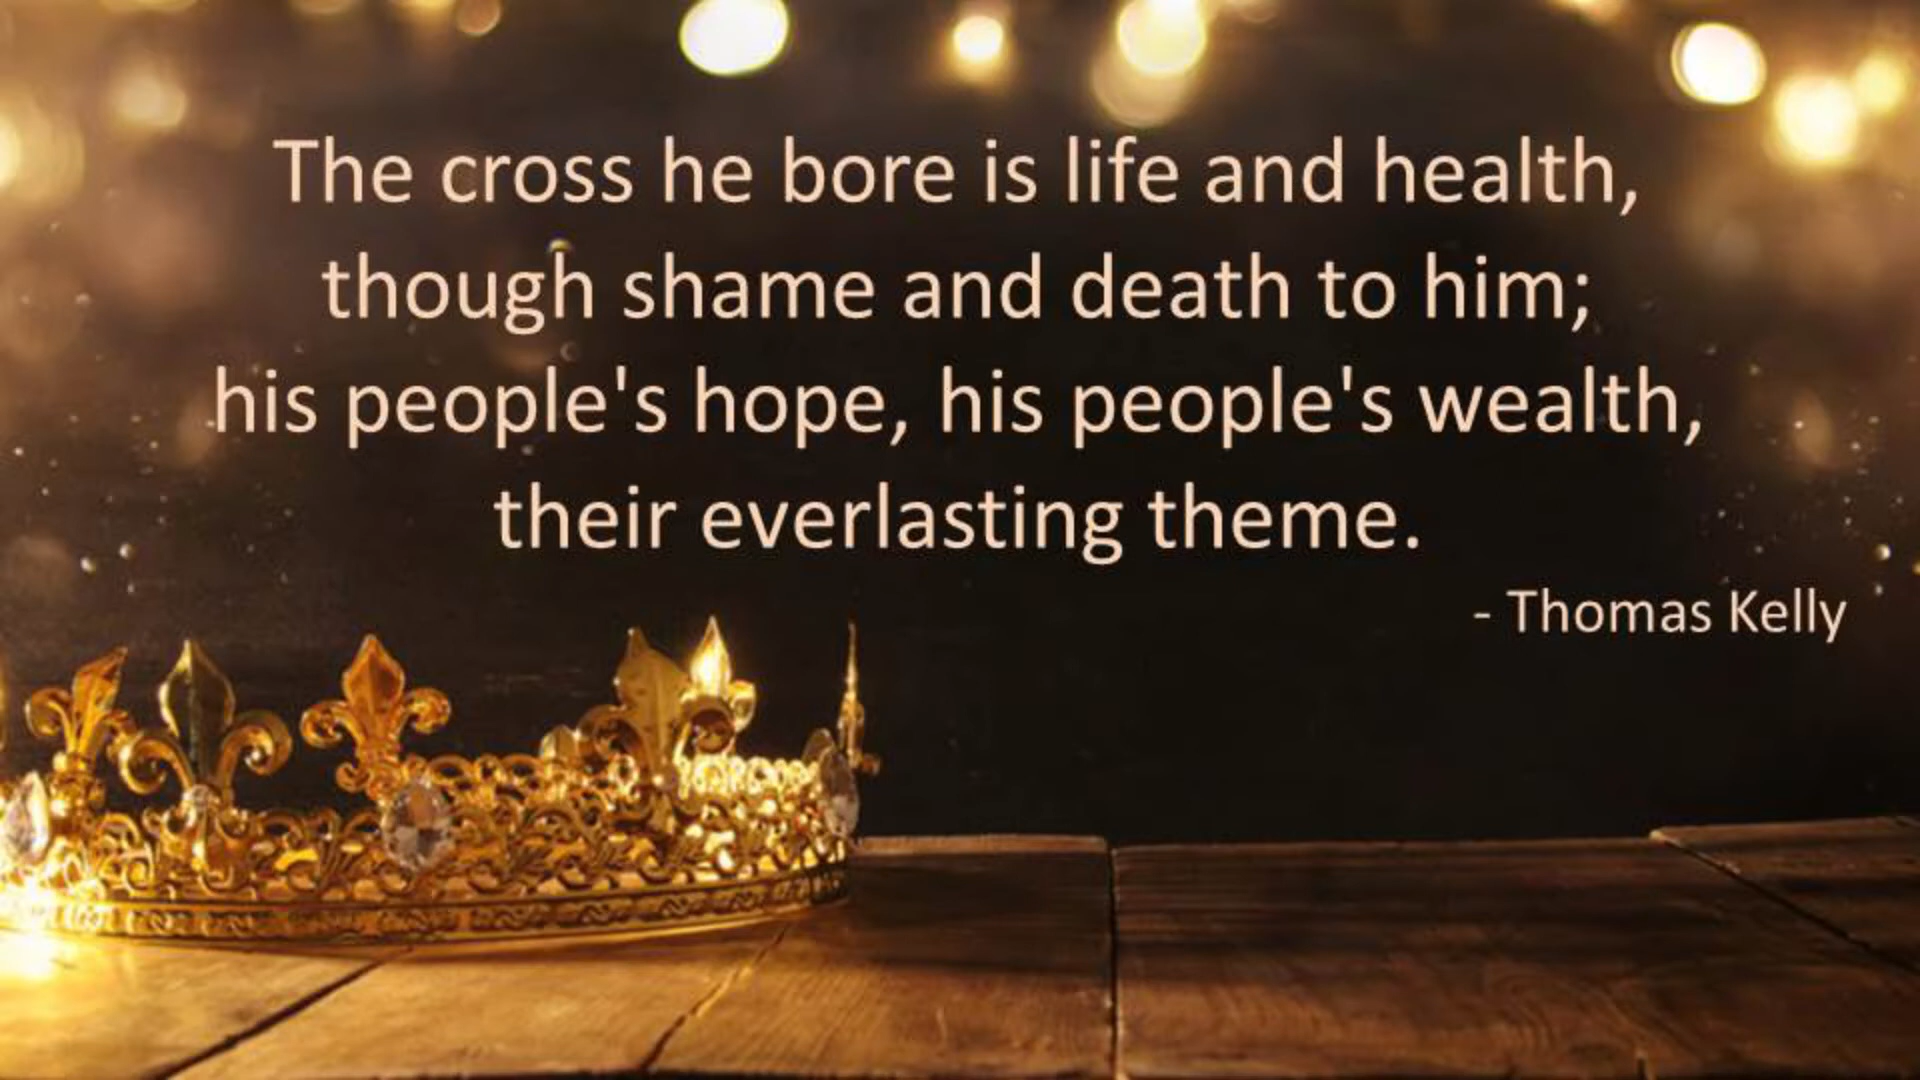 The cross he bore is life and health,
though shame and death to him;
his people's hope, his people's wealth,
their everlasting theme.
- Thomas Kelly